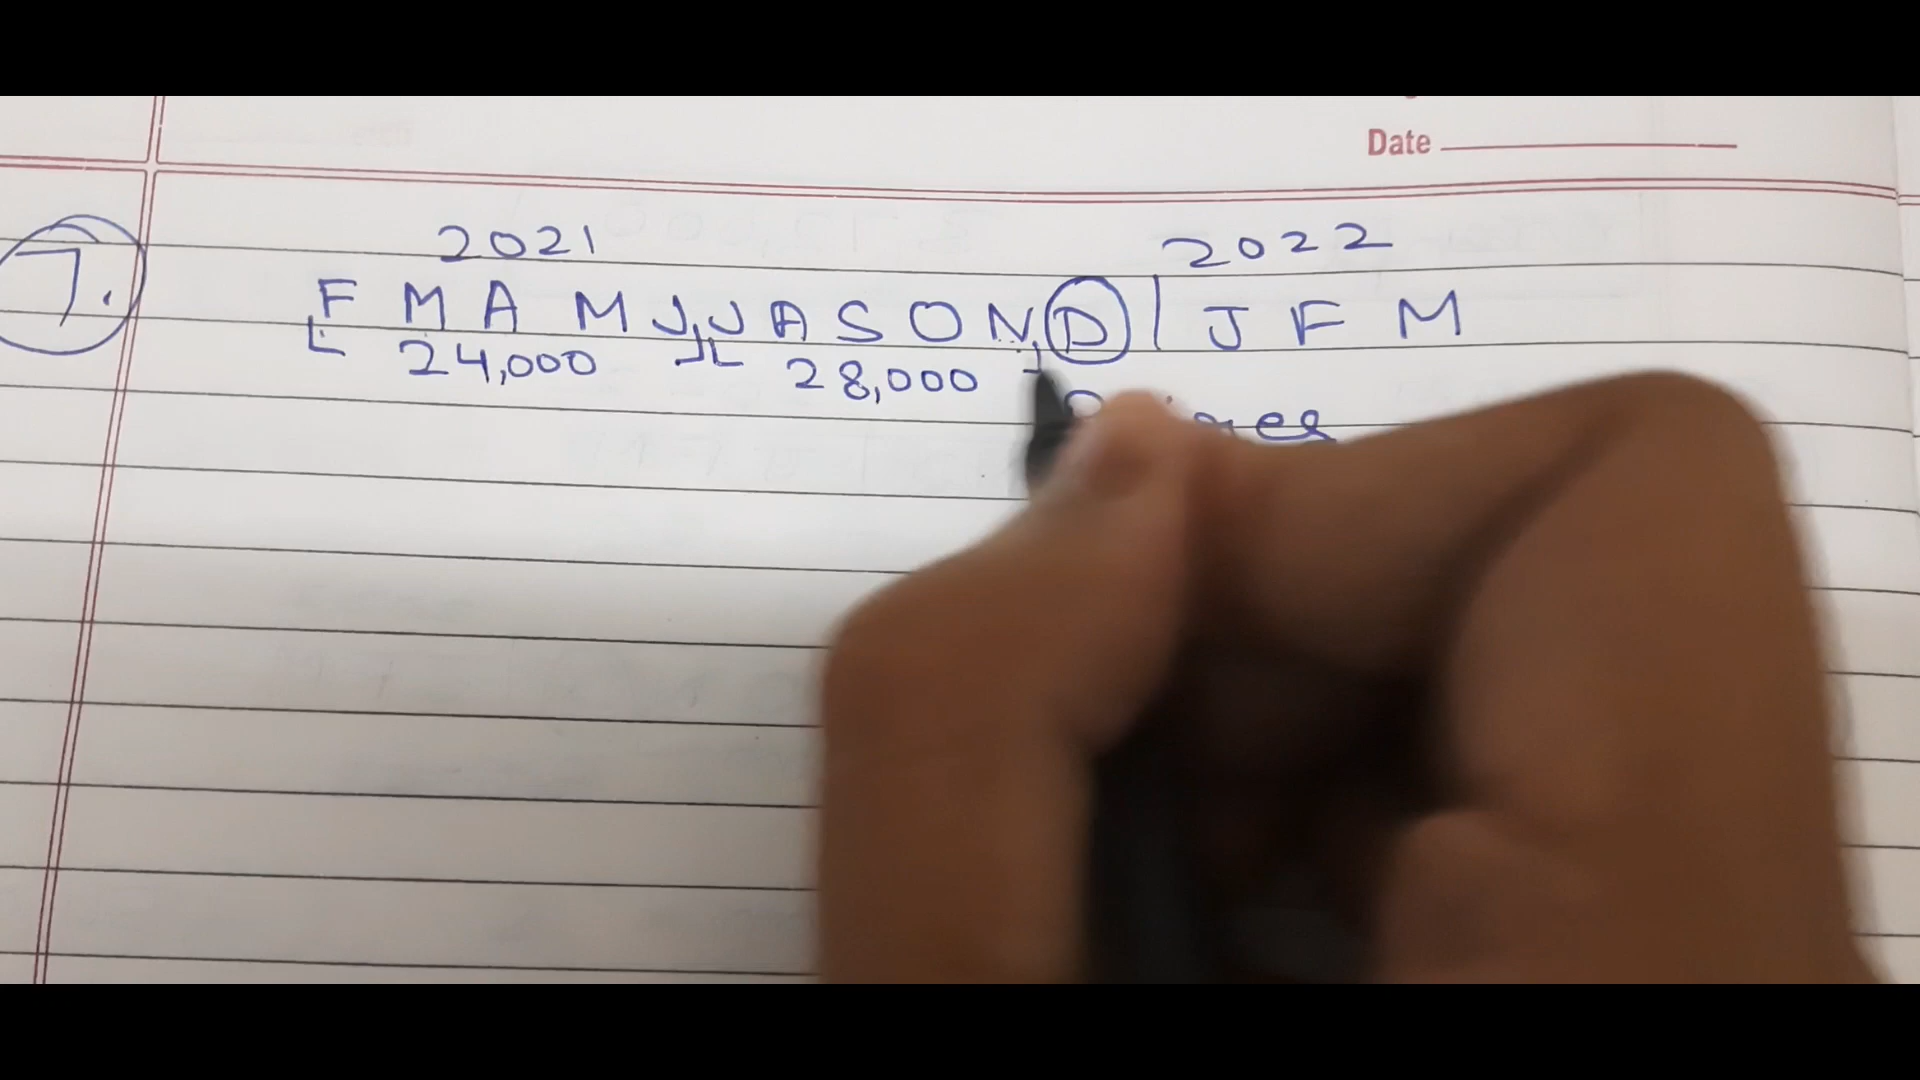 Date
2021 2022
7. F M A M J J A S O N D | J F M
24,000 28,000